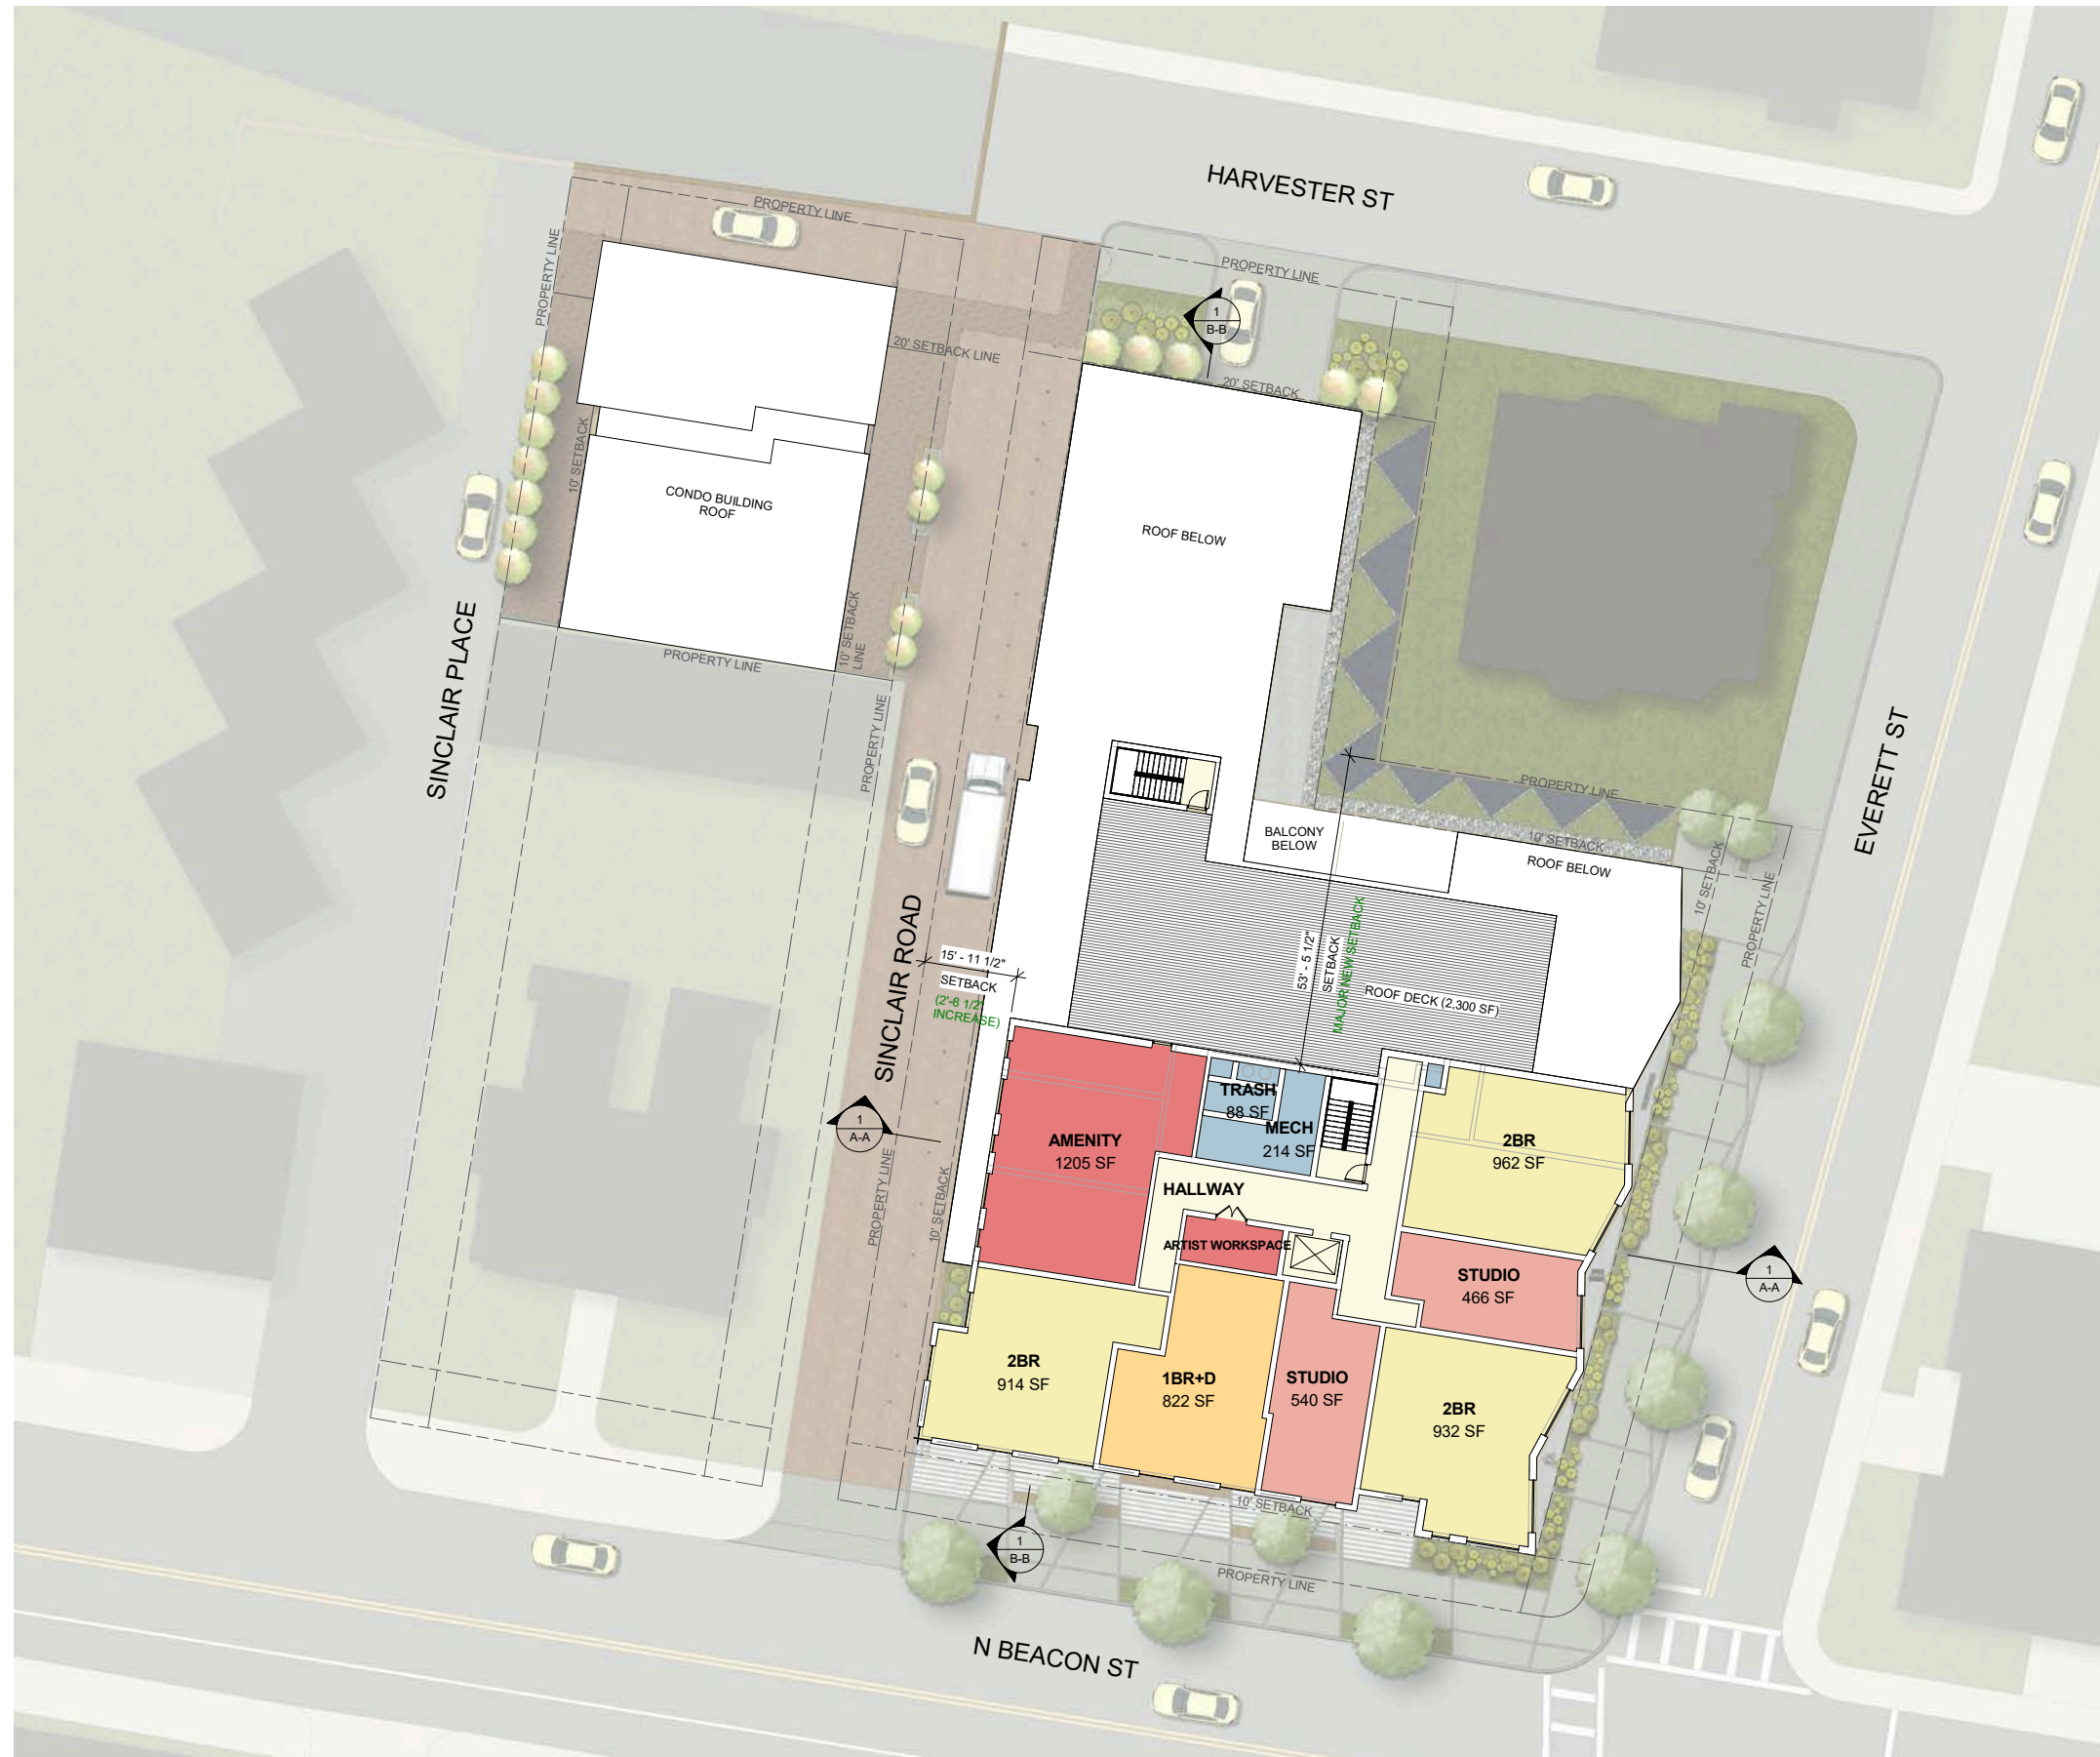 HARVESTER ST
PROPERTY LINE
PROPERTY LINE
PROPERTY LINE
1
B-B
20' SETBACK LINE
20' SETBACK
10' SETBACK
CONDO BUILDING
ROOF
ROOF BELOW
SINCLAIR PLACE
10' SETBACK
LINE
PROPERTY LINE
PROPERTY LINE
EVERETT ST
PROPERTY LINE
BALCONY
BELOW
10' SETBACK
ROOF BELOW
10' SETBACK
PROPERTY LINE
SINCLAIR ROAD
15' - 11 1/2"
SETBACK
(2'-8 1/2"
INCREASE)
53' - 5 1/2"
SETBACK
MAJOR NEW SETBACK
ROOF DECK (2,300 SF)
1
A-A
TRASH
88 SF
MECH
214 SF
AMENITY
1205 SF
2BR
962 SF
PROPERTY LINE
10' SETBACK
HALLWAY
ARTIST WORKSPACE
STUDIO
466 SF
1
A-A
2BR
914 SF
1BR+D
822 SF
STUDIO
540 SF
2BR
932 SF
10' SETBACK
1
B-B
PROPERTY LINE
N BEACON ST